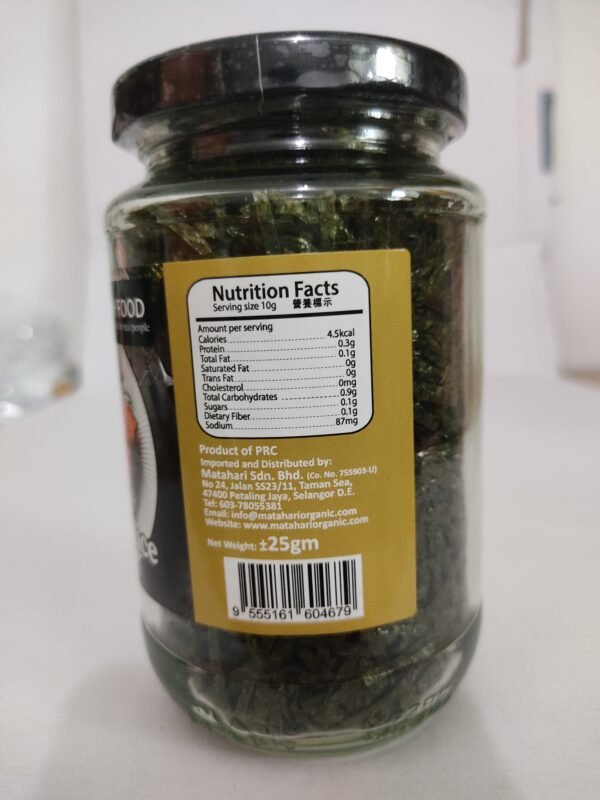 FOOD
people
ce
Nutrition Facts
Serving size 10g 營養標示
Amount per serving
Calories 4.5kcal
Protein 0.3g
Total Fat 0.1g
Saturated Fat 0g
Trans Fat 0g
Cholesterol 0mg
Total Carbohydrates 0.9g
Sugars 0.1g
Dietary Fiber 0.1g
Sodium 87mg
Product of PRC
Imported and Distributed by:
Matahari Sdn. Bhd. (Co. No. 755903-U)
No 24, Jalan SS23/11, Taman Sea,
47400 Petaling Jaya, Selangor D.E.
Tel: 603-78055381
Email: info@matahariorganic.com
Website: www.matahariorganic.com
Net Weight: ±25gm
9 555161 604679